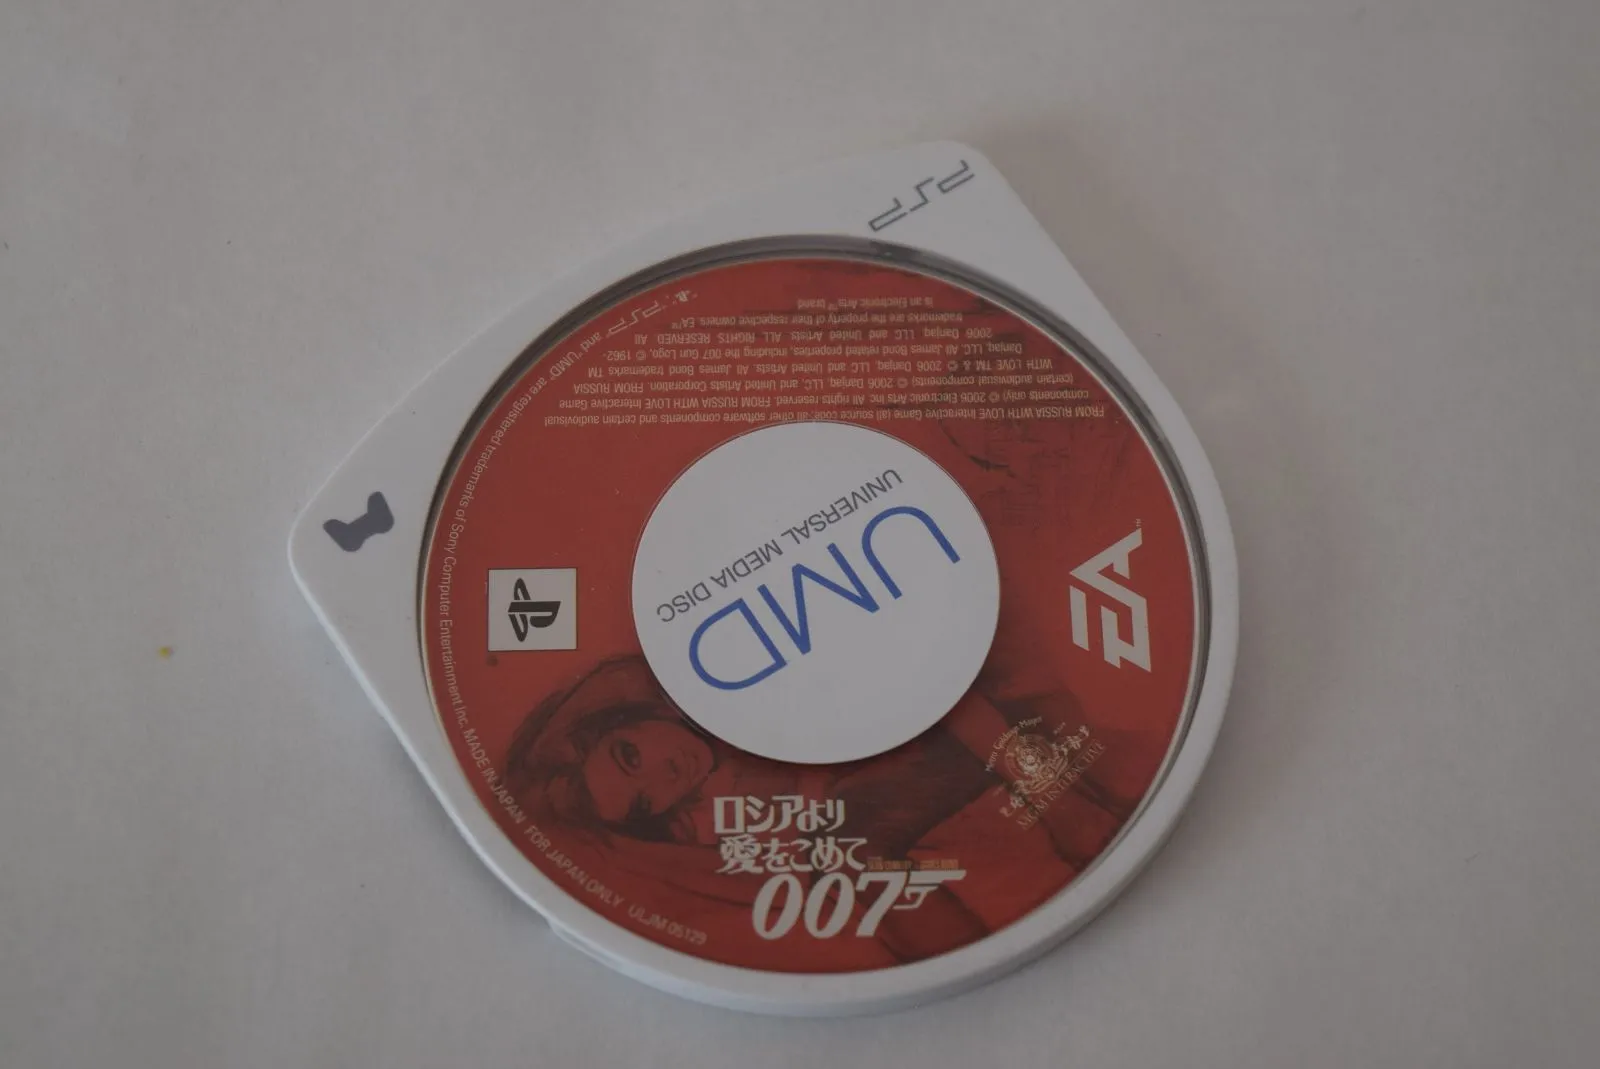 PSP
ロシアより
愛をこめて
007
EA™
Metro Goldwyn Mayer
MGM INTERACTIVE
UMD
UNIVERSAL MEDIA DISC
FROM RUSSIA WITH LOVE Interactive Game (all source code, all other software components and certain audiovisual
components only) © 2006 Electronic Arts Inc. All rights reserved. FROM RUSSIA WITH LOVE Interactive Game
(certain audiovisual components) © 2006 Danjaq, LLC, and United Artists Corporation. FROM RUSSIA
WITH LOVE TM & © 2006 Danjaq, LLC and United Artists. All James Bond trademarks TM
Danjaq, LLC. All James Bond related properties, including the 007 Gun Logo, © 1962-
2006 Danjaq, LLC and United Artists. ALL RIGHTS RESERVED. All
trademarks are the property of their respective owners. EA™
is an Electronic Arts™ brand
PSP and "UMD" are registered trademarks of Sony Computer Entertainment Inc. MADE IN JAPAN FOR JAPAN ONLY ULJM 05129